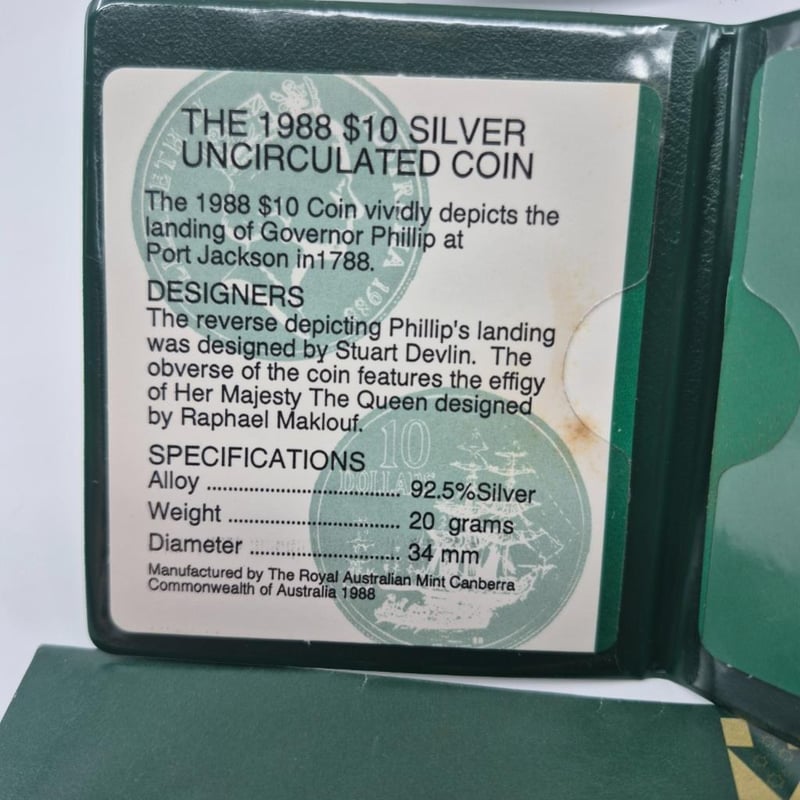 THE 1988 $10 SILVER
UNCIRCULATED COIN
The 1988 $10 Coin vividly depicts the
landing of Governor Phillip at
Port Jackson in1788.
DESIGNERS
The reverse depicting Phillip's landing
was designed by Stuart Devlin. The
obverse of the coin features the effigy
of Her Majesty The Queen designed
by Raphael Maklouf.
10
DOLLARS
SPECIFICATIONS
Alloy .................................. 92.5%Silver
Weight .............................. 20 grams
Diameter .......................... 34 mm
Manufactured by The Royal Australian Mint Canberra
Commonwealth of Australia 1988